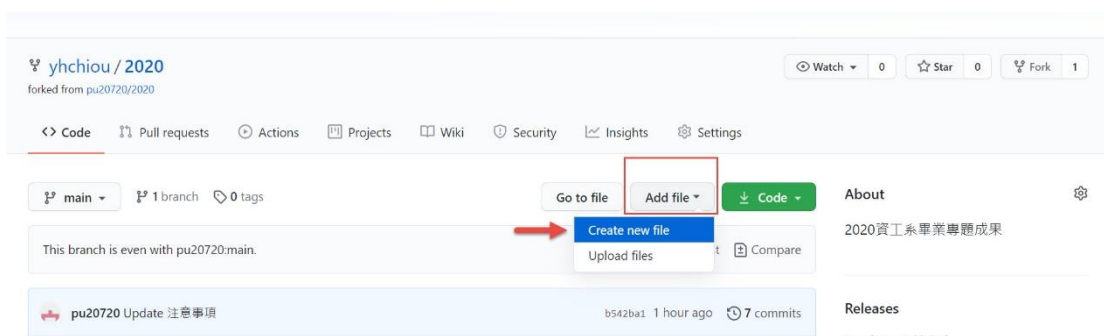 yhchiou / 2020
Watch 0 Star 0 Fork 1
forked from pu20720/2020
Code Pull requests Actions Projects Wiki Security Insights Settings
main 1 branch 0 tags Go to file Add file Code About
Create new file
2020資工系畢業專題成果
This branch is even with pu20720:main. Compare
Upload files
pu20720 Update 注意事項 b542ba1 1 hour ago 7 commits Releases